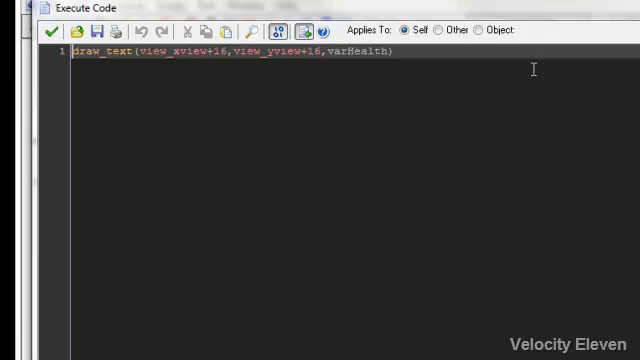 Execute Code
Applies To: Self Other Object:
1 draw_text(view_xview+16,view_yview+16,varHealth)
Velocity Eleven